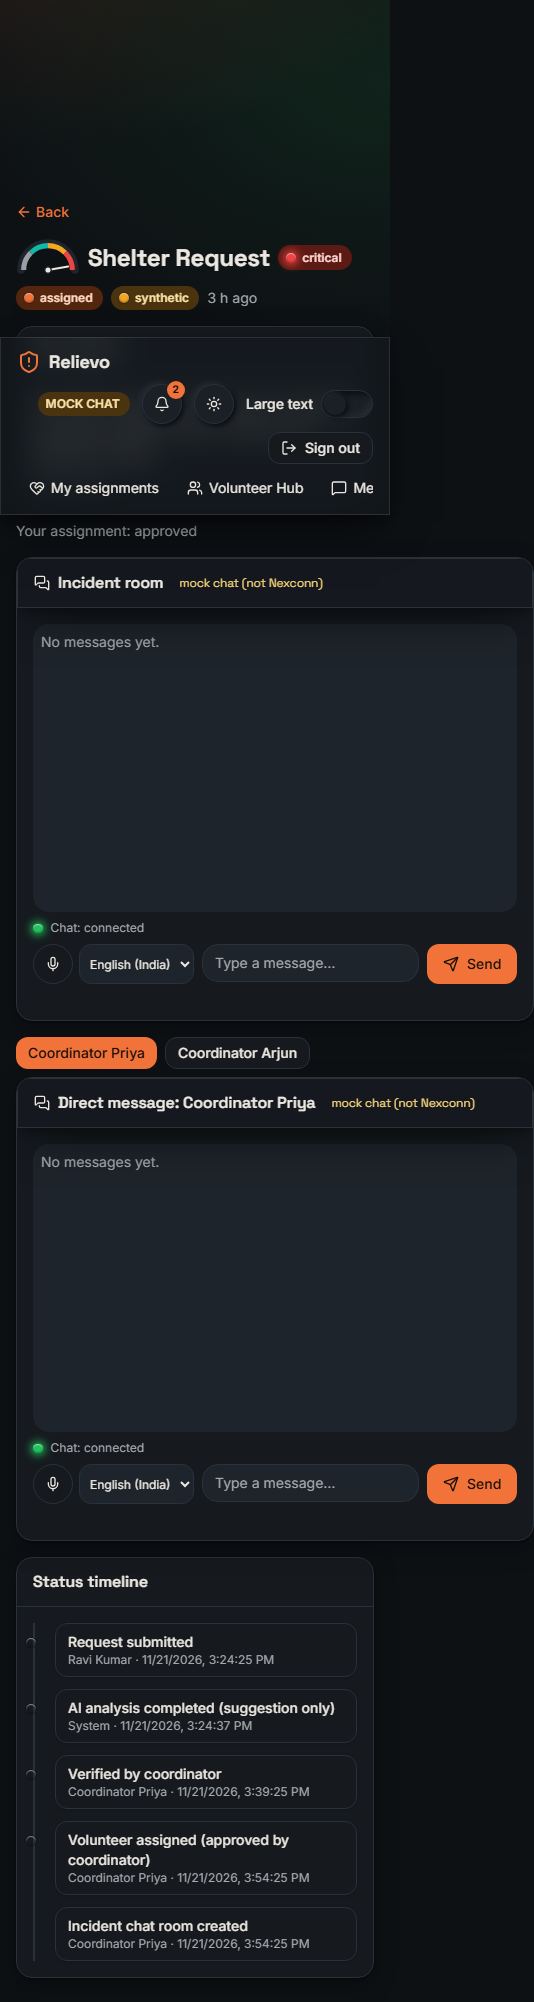 ← Back
Shelter Request critical
assigned synthetic 3 h ago
Relievo
MOCK CHAT 2 Large text
Sign out
My assignments Volunteer Hub Me
Your assignment: approved
Incident room mock chat (not Nexconn)
No messages yet.
Chat: connected
English (India) Type a message... Send
Coordinator Priya Coordinator Arjun
Direct message: Coordinator Priya mock chat (not Nexconn)
No messages yet.
Chat: connected
English (India) Type a message... Send
Status timeline
Request submitted
Ravi Kumar · 11/21/2026, 3:24:25 PM
AI analysis completed (suggestion only)
System · 11/21/2026, 3:24:37 PM
Verified by coordinator
Coordinator Priya · 11/21/2026, 3:39:25 PM
Volunteer assigned (approved by
coordinator)
Coordinator Priya · 11/21/2026, 3:54:25 PM
Incident chat room created
Coordinator Priya · 11/21/2026, 3:54:25 PM